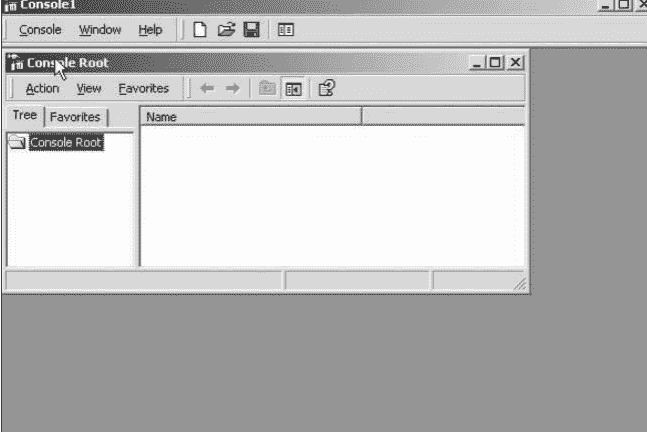 Console1
Console Window Help
Console Root
Action View Favorites
Tree Favorites Name
Console Root